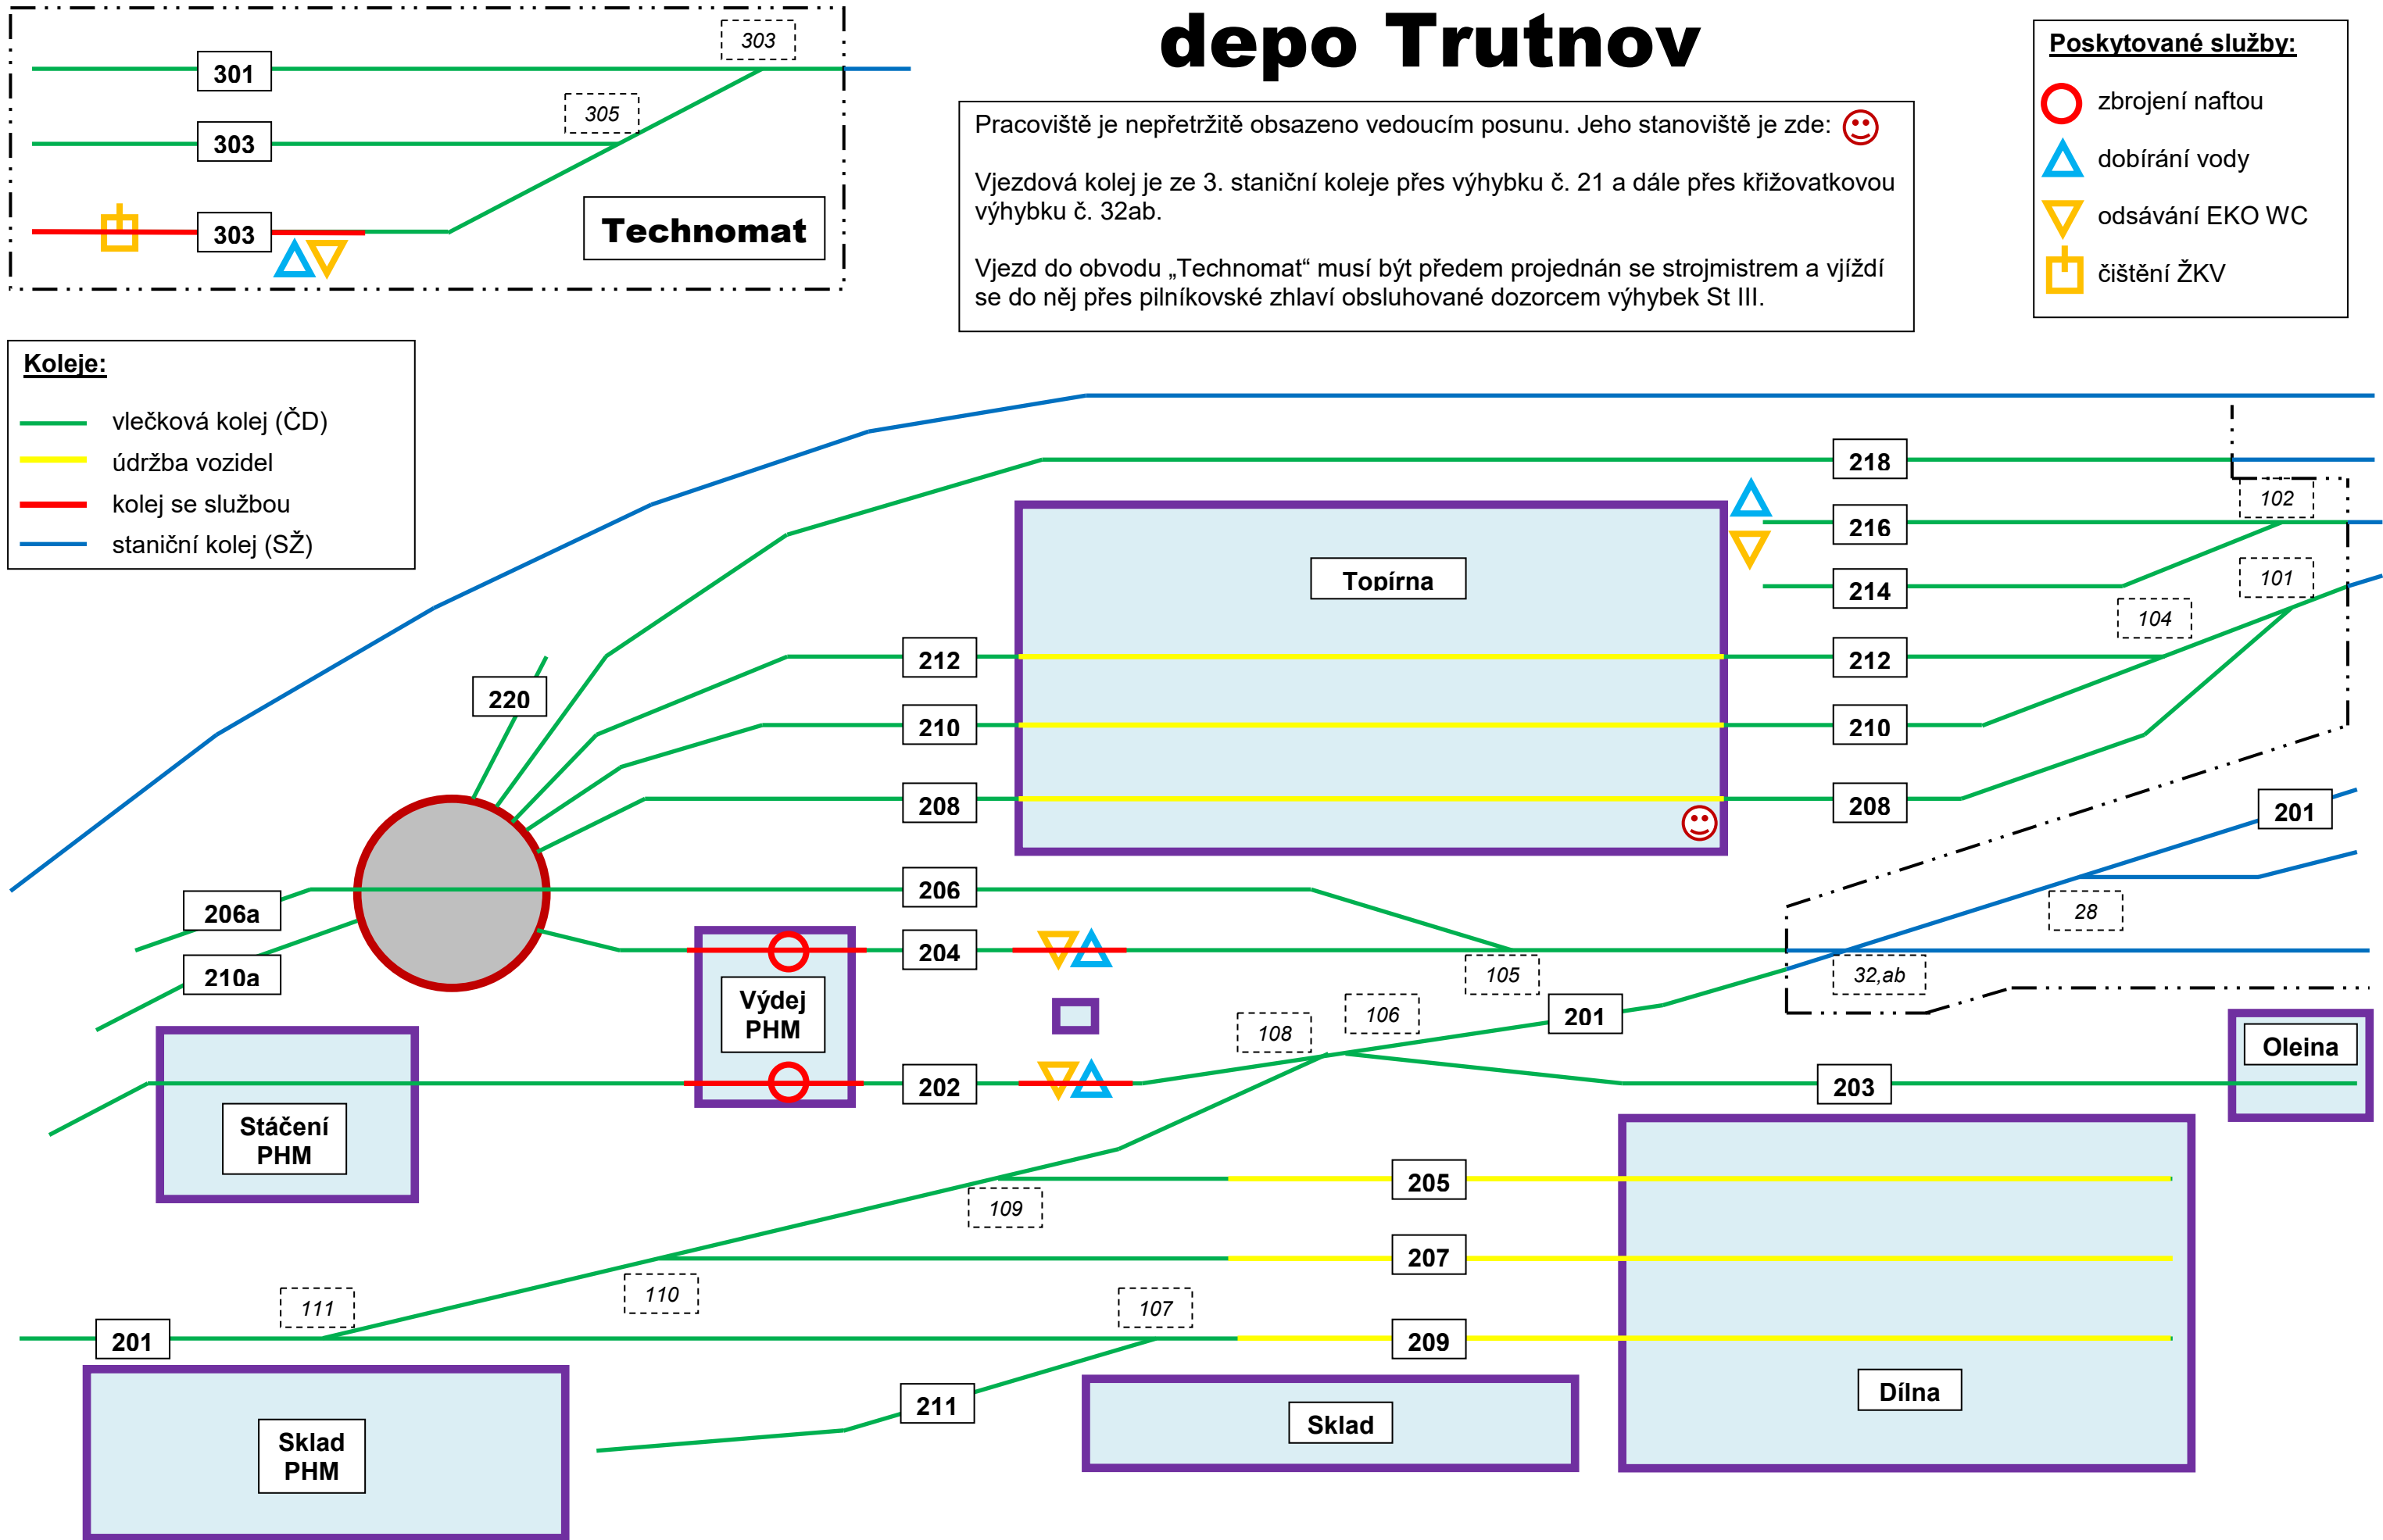 depo Trutnov
303
301
305
303
303
Technomat
Pracoviště je nepřetržitě obsazeno vedoucím posunu. Jeho stanoviště je zde:
Vjezdová kolej je ze 3. staniční koleje přes výhybku č. 21 a dále přes křižovatkovou
výhybku č. 32ab.
Vjezd do obvodu „Technomat“ musí být předem projednán se strojmistrem a vjíždí
se do něj přes pilníkovské zhlaví obsluhované dozorcem výhybek St III.
Poskytované služby:
zbrojení naftou
dobírání vody
odsávání EKO WC
čištění ŽKV
Koleje:
vlečková kolej (ČD)
údržba vozidel
kolej se službou
staniční kolej (SŽ)
218
102
216
Topírna
101
214
104
212
212
220
210
210
208
208
201
206
206a
28
204
210a
105
32,ab
Výdej
PHM
106
201
108
Oleina
202
203
Stáčení
PHM
205
109
207
110
111
107
201
209
211
Dílna
Sklad
Sklad
PHM